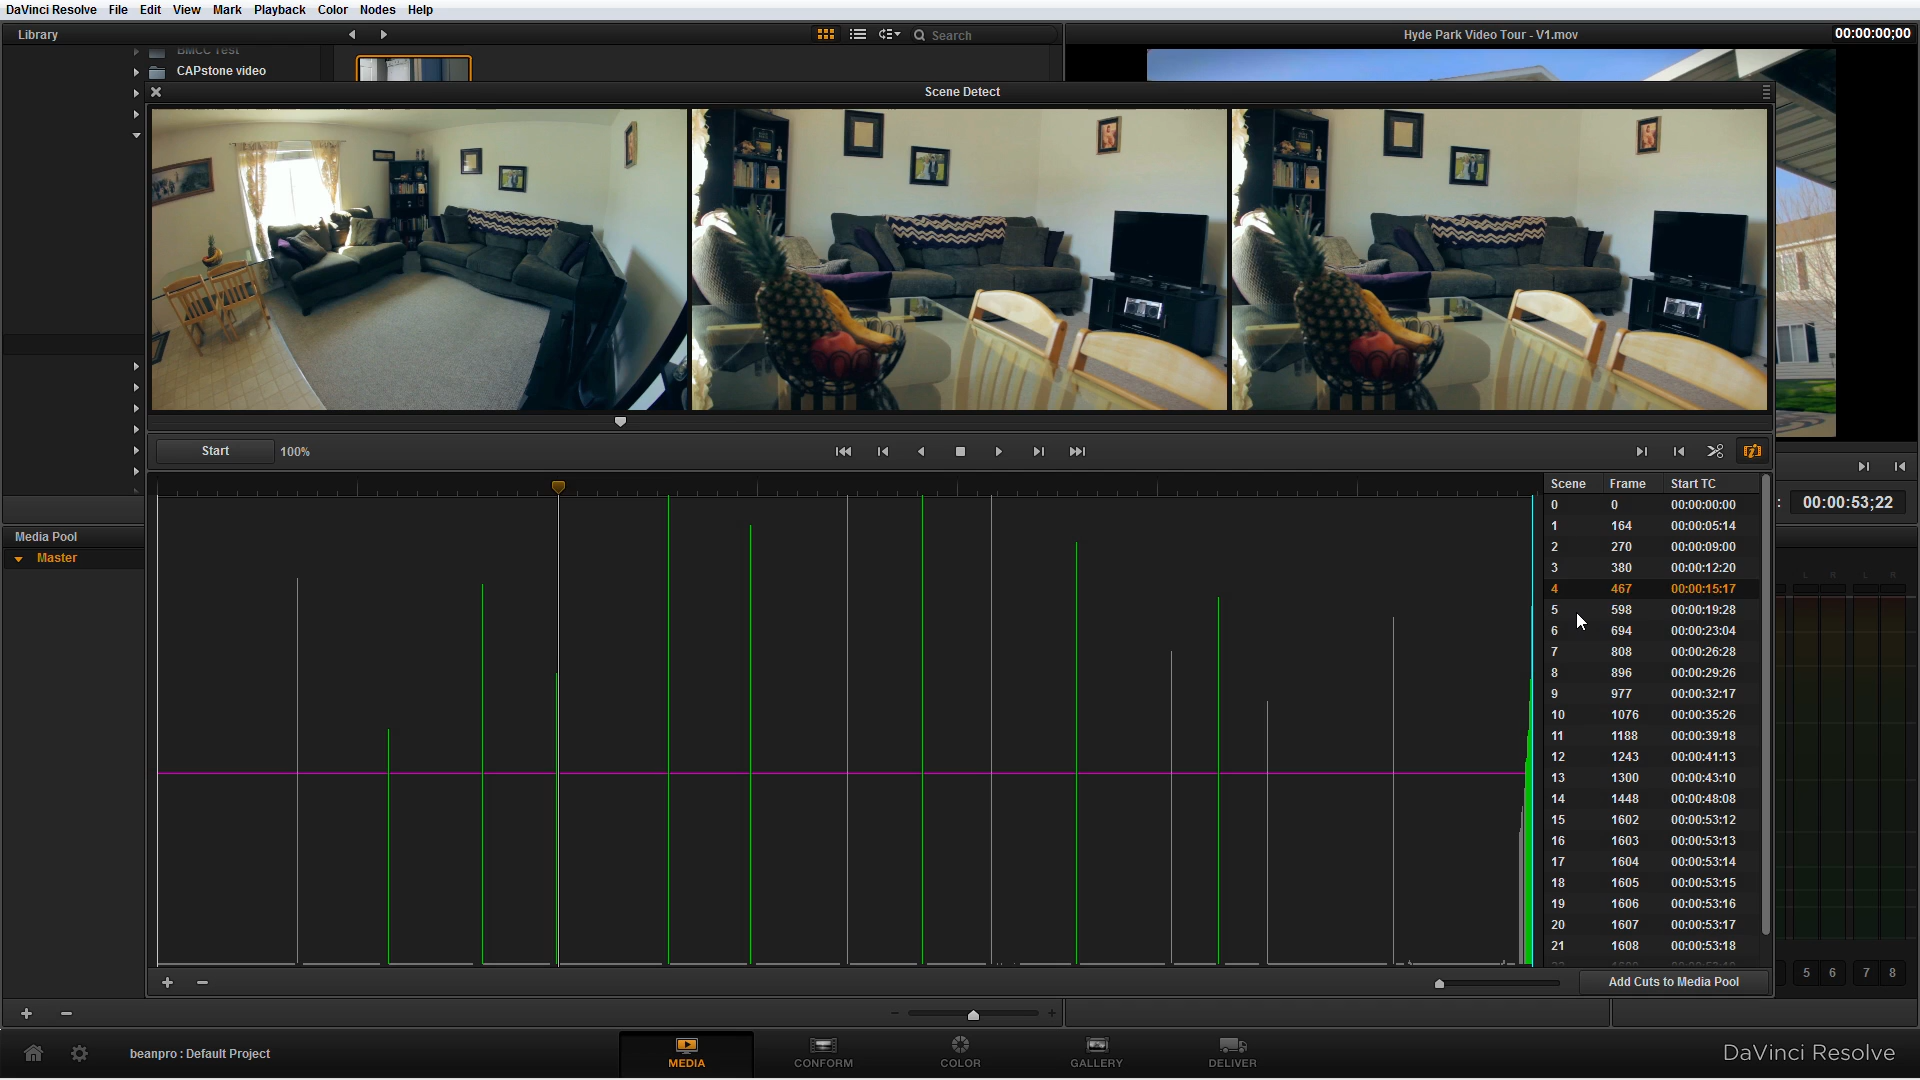 DaVinci Resolve File Edit View Mark Playback Color Nodes Help
Library
Search
Hyde Park Video Tour - V1.mov
00:00:00;00
BMCC Test
CAPstone video
Scene Detect
Start
100%
00:00:53;22
Scene Frame Start TC
0 0 00:00:00:00
1 164 00:00:05:14
2 270 00:00:09:00
3 380 00:00:12:20
4 467 00:00:15:17
5 598 00:00:19:28
6 694 00:00:23:04
7 808 00:00:26:28
8 896 00:00:29:26
9 977 00:00:32:17
10 1076 00:00:35:26
11 1188 00:00:39:18
12 1243 00:00:41:13
13 1300 00:00:43:10
14 1448 00:00:48:08
15 1602 00:00:53:12
16 1603 00:00:53:13
17 1604 00:00:53:14
18 1605 00:00:53:15
19 1606 00:00:53:16
20 1607 00:00:53:17
21 1608 00:00:53:18
Media Pool
Master
L R L R
5 6 7 8
Add Cuts to Media Pool
beanpro : Default Project
MEDIA
CONFORM
COLOR
GALLERY
DELIVER
DaVinci Resolve